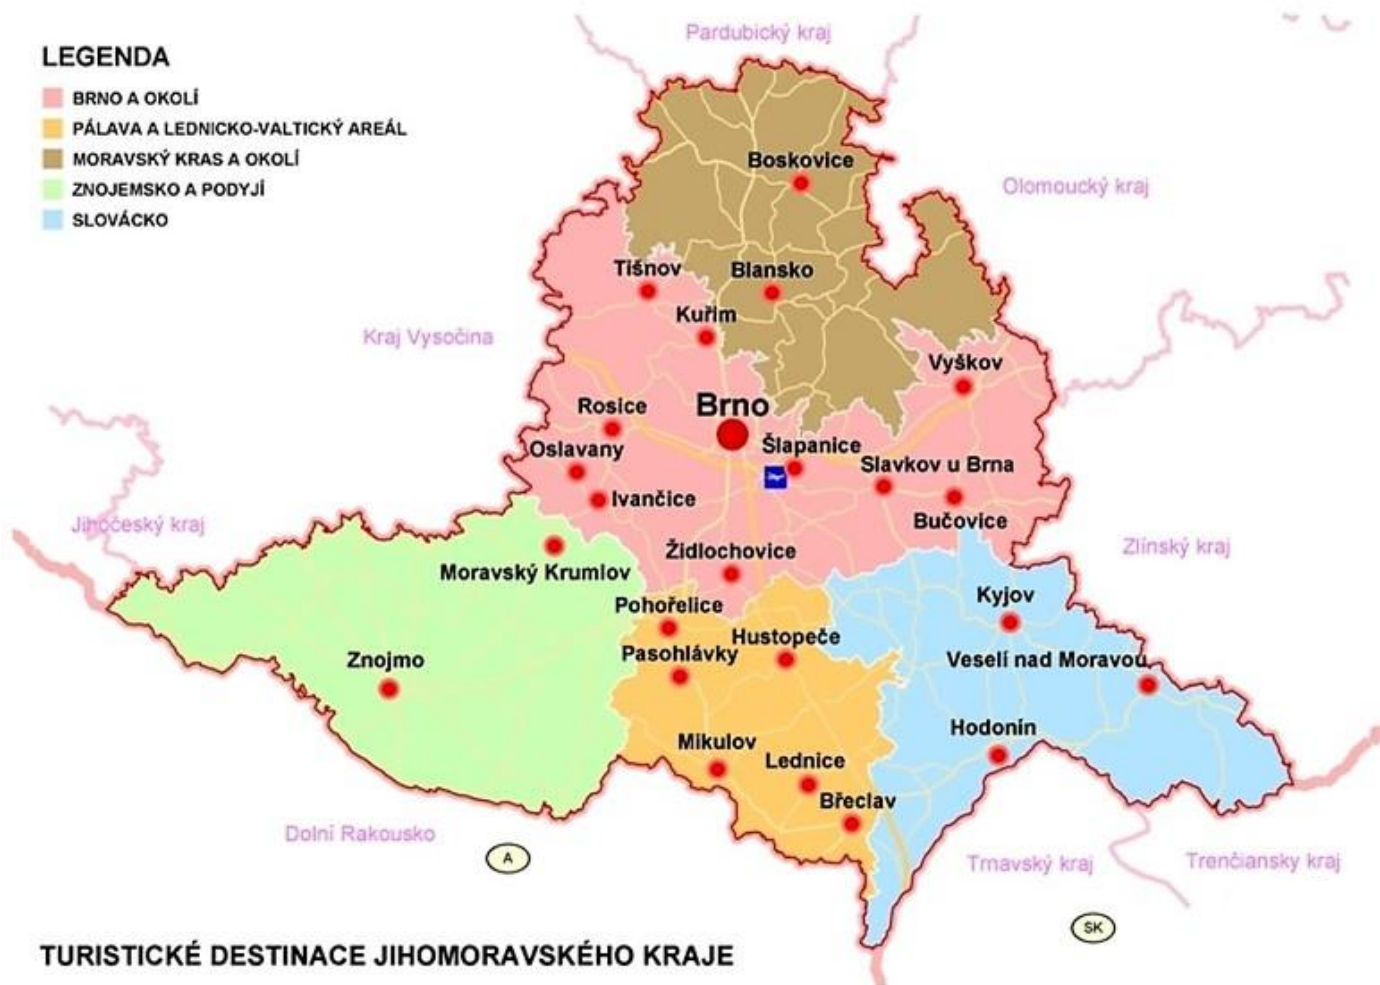 Pardubický kraj
LEGENDA
BRNO A OKOLÍ
PÁLAVA A LEDNICKO-VALTICKÝ AREÁL
MORAVSKÝ KRAS A OKOLÍ
ZNOJEMSKO A PODYJÍ
SLOVÁCKO
Boskovice
Olomoucký kraj
Tišnov
Blansko
Kuřim
Kraj Vysočina
Vyškov
Rosice
Brno
Oslavany
Šlapanice
Slavkov u Brna
Ivančice
Bučovice
Jihočeský kraj
Zlínský kraj
Židlochovice
Moravský Krumlov
Kyjov
Pohořelice
Hustopeče
Znojmo
Pasohlávky
Veselí nad Moravou
Hodonín
Mikulov
Lednice
Břeclav
Dolní Rakousko
A
Trnavský kraj
Trenčiansky kraj
SK
TURISTICKÉ DESTINACE JIHOMORAVSKÉHO KRAJE